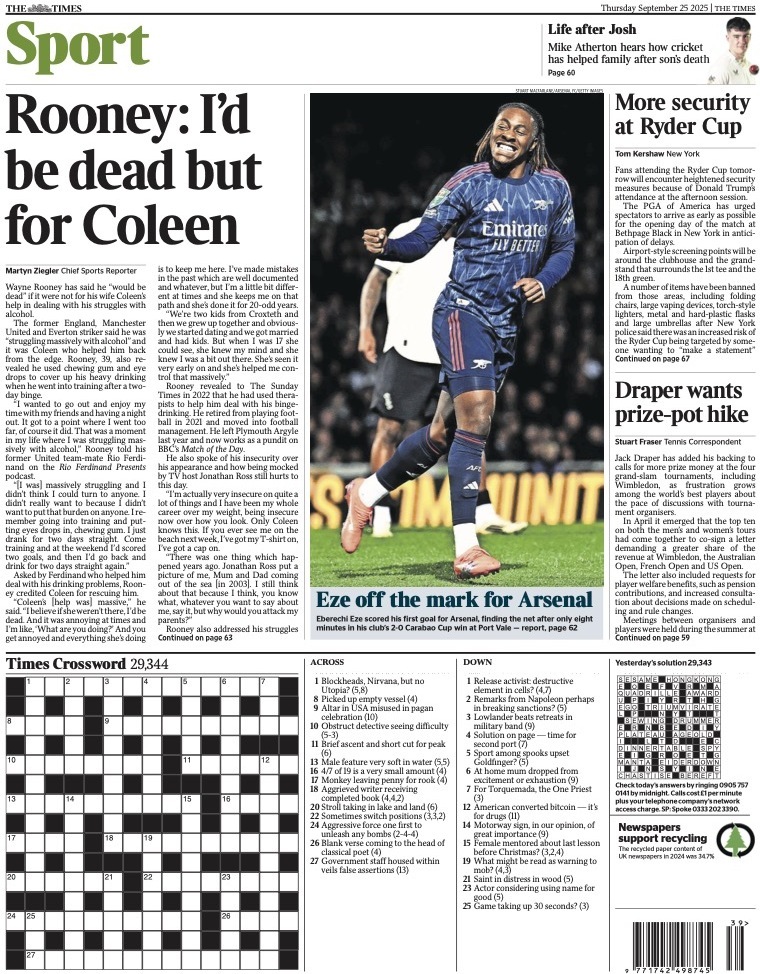 THE TIMES
Thursday September 25 2025 | THE TIMES
Sport
Life after Josh
Mike Atherton hears how cricket
has helped family after son's death
Page 60
Rooney: I'd
be dead but
for Coleen
Martyn Ziegler Chief Sports Reporter
Wayne Rooney has said he “would be
dead” if it were not for his wife Coleen's
help in dealing with his struggles with
alcohol.
The former England, Manchester
United and Everton striker said he was
“struggling massively with alcohol” and
it was Coleen who helped him back
from the edge. Rooney, 39, also re-
vealed he used chewing gum and eye
drops to cover up his heavy drinking
when he went into training after a two-
day binge.
“I wanted to go out and enjoy my
time with my friends and having a night
out. It got to a point where I went too
far, of course it did. That was a moment
in my life where I was struggling mas-
sively with alcohol,” Rooney told his
former United team-mate Rio Ferdi-
nand on the Rio Ferdinand Presents
podcast.
“[I was] massively struggling and I
didn't think I could turn to anyone. I
didn't really want to because I didn't
want to put that burden on anyone. I re-
member going into training and put-
ting eyes drops in, chewing gum. I just
drank for two days straight. Come
training and at the weekend I'd scored
two goals, and then I'd go back and
drink for two days straight again.”
Asked by Ferdinand who helped him
deal with his drinking problems, Roon-
ey credited Coleen for rescuing him.
“Coleen's [help was] massive,” he
said. “I believe if she weren't there, I'd be
dead. And it was annoying at times and
I'm like, 'What are you doing?' And you
get annoyed and everything she's doing
is to keep me here. I've made mistakes
in the past which are well documented
and whatever, but I'm a little bit differ-
ent at times and she keeps me on that
path and she's done it for 20-odd years.
“We're two kids from Croxteth and
then we grew up together and obvious-
ly we started dating and we got married
and had kids. But when I was 17 she
could see, she knew my mind and she
knew I was a bit out there. She's seen it
very early on and she's helped me con-
trol that massively.”
Rooney revealed to The Sunday
Times in 2022 that he had used thera-
pists to help him deal with his binge-
drinking. He retired from playing foot-
ball in 2021 and moved into football
management. He left Plymouth Argyle
last year and now works as a pundit on
BBC's Match of the Day.
He also spoke of his insecurity over
his appearance and how being mocked
by TV host Jonathan Ross still hurts to
this day.
“I'm actually very insecure on quite a
lot of things and I have been my whole
career over my weight, being insecure
now over how you look. Only Coleen
knows this. If you ever see me on the
beach next week, I've got my T-shirt on,
I've got a cap on.
“There was one thing which hap-
pened years ago. Jonathan Ross put a
picture of me, Mum and Dad coming
out of the sea [in 2003]. I still think
about that because I think, you know
what, whatever you want to say about
me, say it, but why would you attack my
parents?”
Rooney also addressed his struggles
Continued on page 63
STUART MACFARLANE/ARSENAL FC/GETTY IMAGES
Emirates
FLY BETTER
AFC
Eze off the mark for Arsenal
Eberechi Eze scored his first goal for Arsenal, finding the net after only eight
minutes in his club's 2-0 Carabao Cup win at Port Vale — report, page 62
More security
at Ryder Cup
Tom Kershaw New York
Fans attending the Ryder Cup tomor-
row will encounter heightened security
measures because of Donald Trump's
attendance at the afternoon session.
The PGA of America has urged
spectators to arrive as early as possible
for the opening day of the match at
Bethpage Black in New York in antici-
pation of delays.
Airport-style screening points will be
around the clubhouse and the grand-
stand that surrounds the 1st tee and the
18th green.
A number of items have been banned
from those areas, including folding
chairs, large vaping devices, torch-style
lighters, metal and hard-plastic flasks
and large umbrellas after New York
police said there was an increased risk of
the Ryder Cup being targeted by some-
one wanting to “make a statement”
Continued on page 67
Draper wants
prize-pot hike
Stuart Fraser Tennis Correspondent
Jack Draper has added his backing to
calls for more prize money at the four
grand-slam tournaments, including
Wimbledon, as frustration grows
among the world's best players about
the pace of discussions with tourna-
ment organisers.
In April it emerged that the top ten
on both the men's and women's tours
had come together to co-sign a letter
demanding a greater share of the
revenue at Wimbledon, the Australian
Open, French Open and US Open.
The letter also included requests for
player welfare benefits, such as pension
contributions, and increased consulta-
tion about decisions made on schedul-
ing and rule changes.
Meetings between organisers and
players were held during the summer at
Continued on page 59
Times Crossword 29,344
1 2 3 4 5 6 7
8 9
10 11 12
13 14 15 16
17 18 19
20 21 22 23
24 25 26
27
ACROSS
1 Blockheads, Nirvana, but no
Utopia? (5,8)
8 Picked up empty vessel (4)
9 Altar in USA misused in pagan
celebration (10)
10 Obstruct detective seeing difficulty
(5-3)
11 Brief ascent and short cut for peak
(6)
13 Male feature very soft in water (5,5)
16 4/7 of 19 is a very small amount (4)
17 Monkey leaving penny for rook (4)
18 Aggrieved writer receiving
completed book (4,4,2)
20 Stroll taking in lake and land (6)
22 Sometimes switch positions (3,3,2)
24 Aggressive force one first to
unleash any bombs (2-4-4)
26 Blank verse coming to the head of
classical poet (4)
27 Government staff housed within
veils false assertions (13)
DOWN
1 Release activist: destructive
element in cells? (4,7)
2 Remarks from Napoleon perhaps
in breaking sanctions? (5)
3 Lowlander beats retreats in
military band (9)
4 Solution on page — time for
second port (7)
5 Sport among spooks upset
Goldfinger? (5)
6 At home mum dropped from
excitement or exhaustion (9)
7 For Torquemada, the One Priest
(3)
12 American converted bitcoin — it's
for drugs (11)
14 Motorway sign, in our opinion, of
great importance (9)
15 Female mentored about last lesson
before Christmas? (3,2,4)
19 What might be read as warning to
mob? (4,3)
21 Saint in distress in wood (5)
23 Actor considering using name for
good (5)
25 Game taking up 30 seconds? (3)
Yesterday's solution 29,343
Check today's answers by ringing 0905 757
0141 by midnight. Calls cost £1 per minute
plus your telephone company's network
access charge. SP: Spoke 0333 202 3390.
Newspapers
support recycling
The recycled paper content of
UK newspapers in 2024 was 34.7%
39>
9 771742 498745